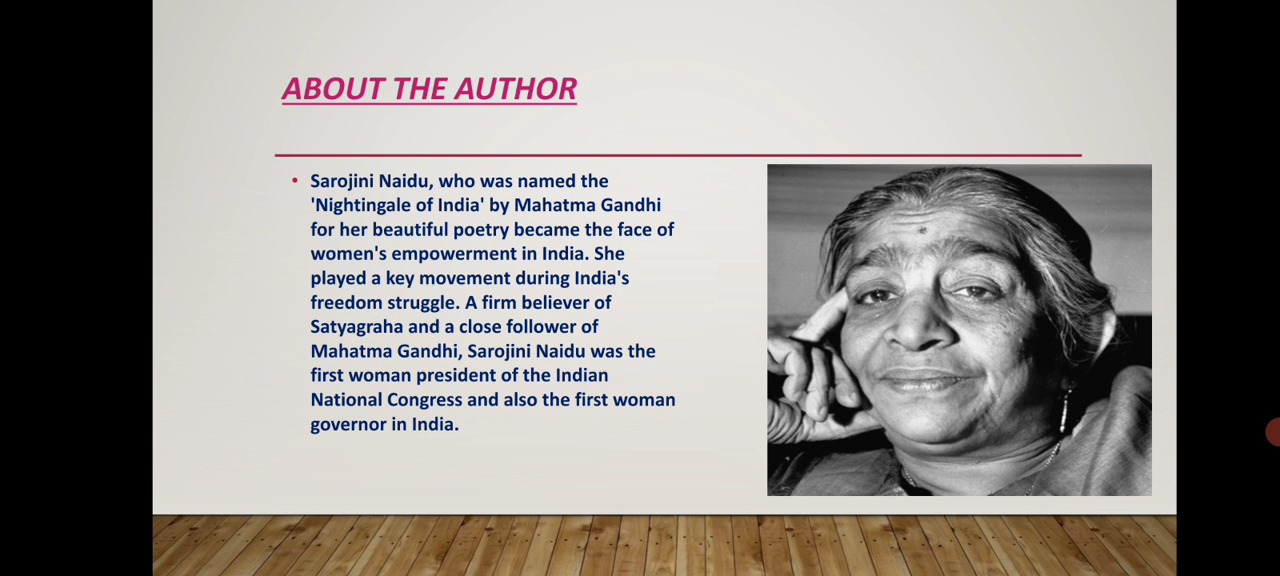 ABOUT THE AUTHOR
• Sarojini Naidu, who was named the
'Nightingale of India' by Mahatma Gandhi
for her beautiful poetry became the face of
women's empowerment in India. She
played a key movement during India's
freedom struggle. A firm believer of
Satyagraha and a close follower of
Mahatma Gandhi, Sarojini Naidu was the
first woman president of the Indian
National Congress and also the first woman
governor in India.